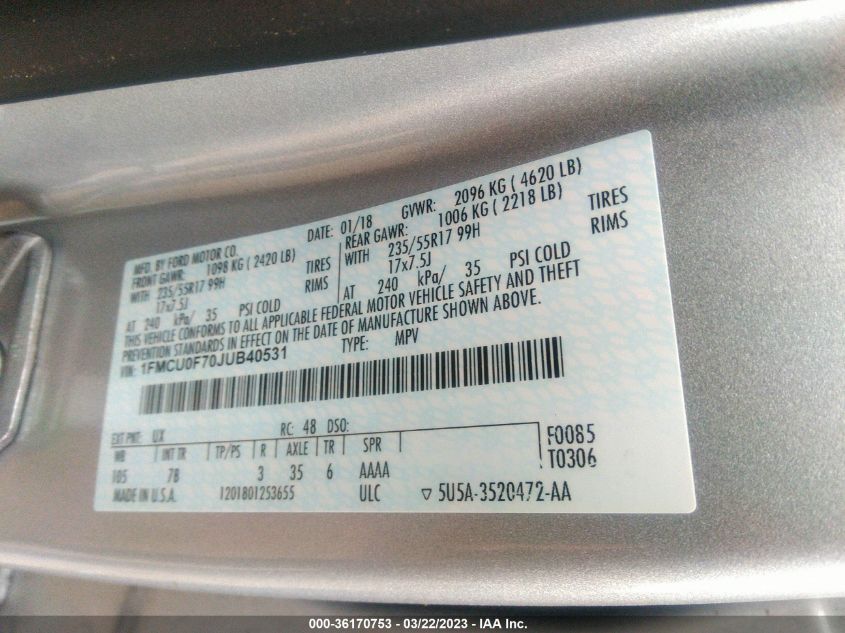 MFD. BY FORD MOTOR CO. DATE: 01/18 GVWR: 2096 KG ( 4620 LB)
FRONT GAWR: 1098 KG ( 2420 LB) REAR GAWR: 1006 KG ( 2218 LB)
WITH 235/55R17 99H TIRES WITH 235/55R17 99H TIRES
17x7.5J RIMS 17x7.5J RIMS
AT 240 kPa/ 35 PSI COLD AT 240 kPa/ 35 PSI COLD
THIS VEHICLE CONFORMS TO ALL APPLICABLE FEDERAL MOTOR VEHICLE SAFETY AND THEFT
PREVENTION STANDARDS IN EFFECT ON THE DATE OF MANUFACTURE SHOWN ABOVE.
VIN: 1FMCU0F70JUB40531 TYPE: MPV
EXT PNT: UX RC: 48 DSO: F0085
WB INT TR TP/PS R AXLE TR SPR T0306
105 7B 3 35 6 AAAA
MADE IN U.S.A. 1201801253655 ULC ▽ 5U5A-3520472-AA
000-36170753 - 03/22/2023 - IAA Inc.